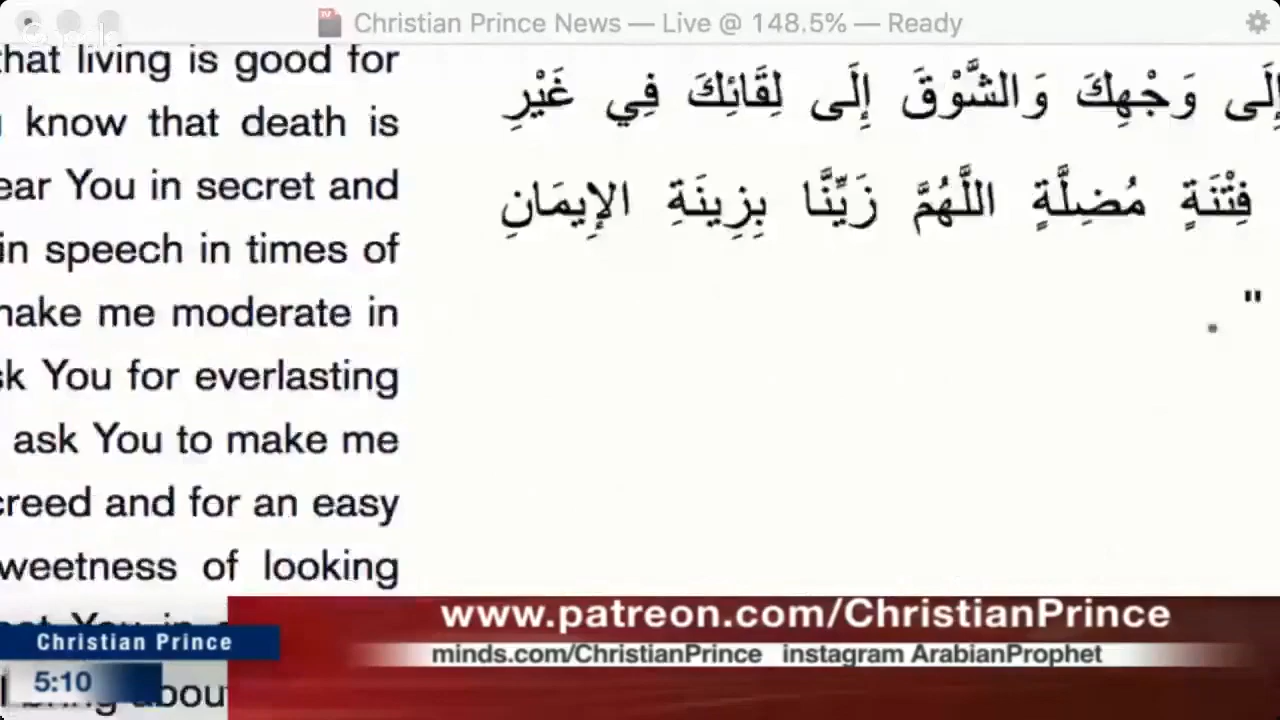 Christian Prince News — Live @ 148.5% — Ready
that living is good for
know that death is
ear You in secret and
in speech in times of
make me moderate in
sk You for everlasting
ask You to make me
creed and for an easy
weetness of looking
إِلَى وَجْهِكَ وَالشَّوْقَ إِلَى لِقَائِكَ فِي غَيْرِ
فِتْنَةٍ مُضِلَّةٍ اللَّهُمَّ زَيِّنَّا بِزِينَةِ الإِيمَانِ
" .
www.patreon.com/ChristianPrince
Christian Prince
minds.com/ChristianPrince instagram ArabianProphet
5:10